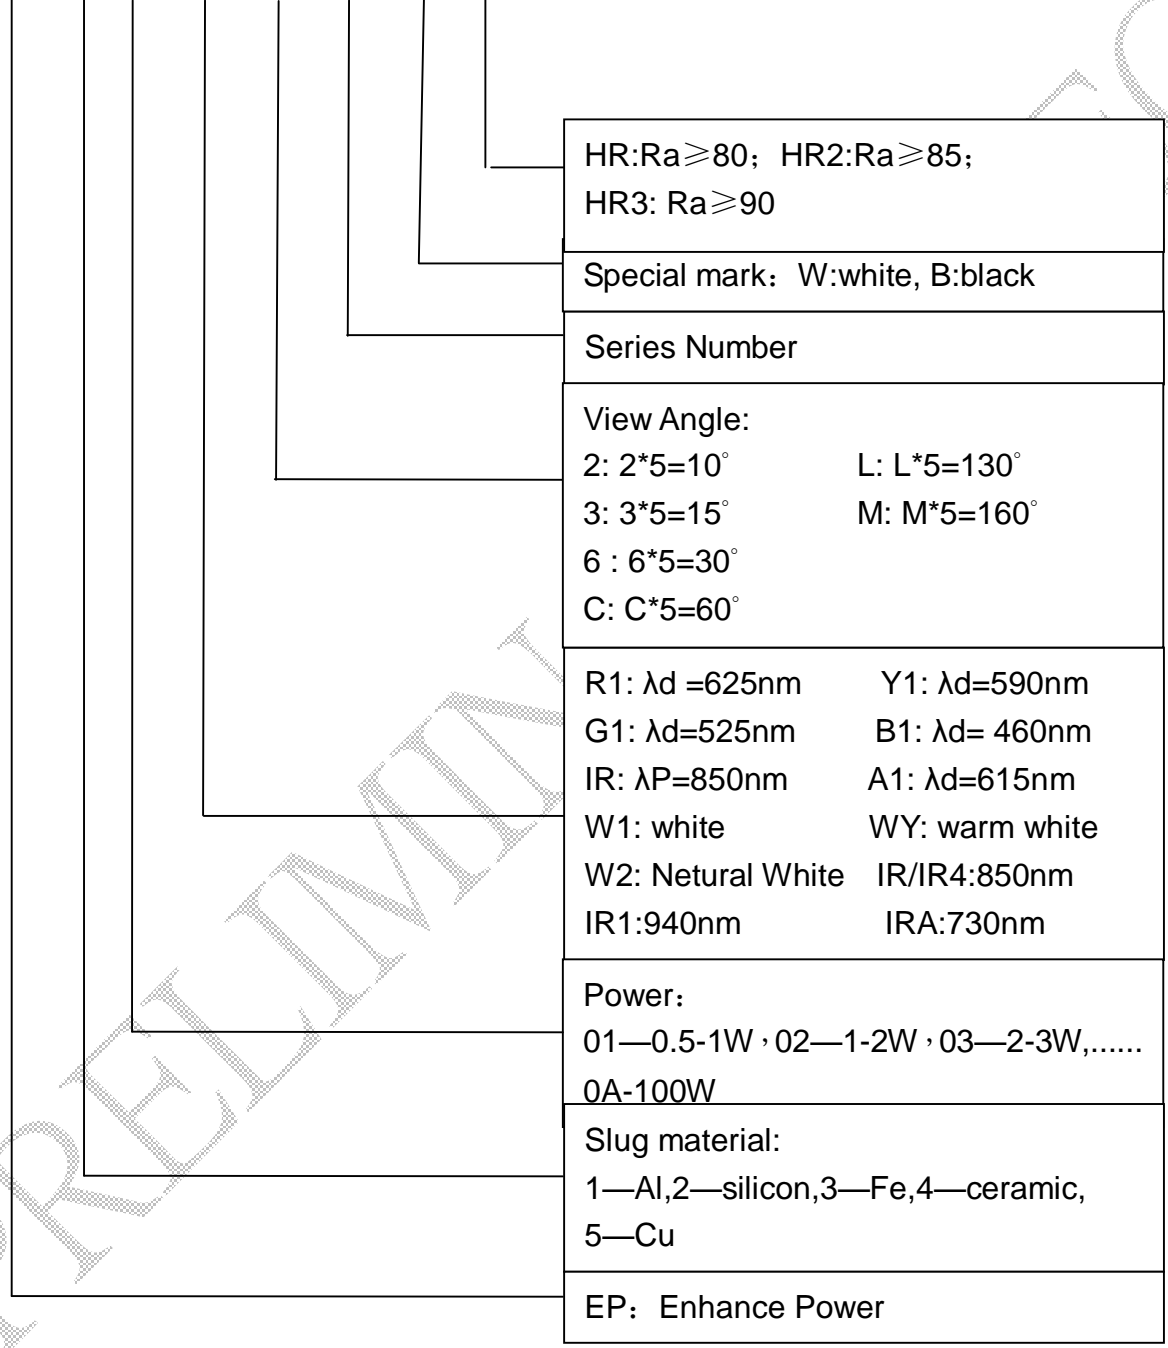 HR:Ra≥80；HR2:Ra≥85；
HR3: Ra≥90
Special mark：W:white, B:black
Series Number
View Angle:
2: 2*5=10° L: L*5=130°
3: 3*5=15° M: M*5=160°
6 : 6*5=30°
C: C*5=60°
R1: λd =625nm Y1: λd=590nm
G1: λd=525nm B1: λd= 460nm
IR: λP=850nm A1: λd=615nm
W1: white WY: warm white
W2: Netural White IR/IR4:850nm
IR1:940nm IRA:730nm
Power：
01—0.5-1W，02—1-2W，03—2-3W,......
0A-100W
Slug material:
1—Al,2—silicon,3—Fe,4—ceramic,
5—Cu
EP：Enhance Power